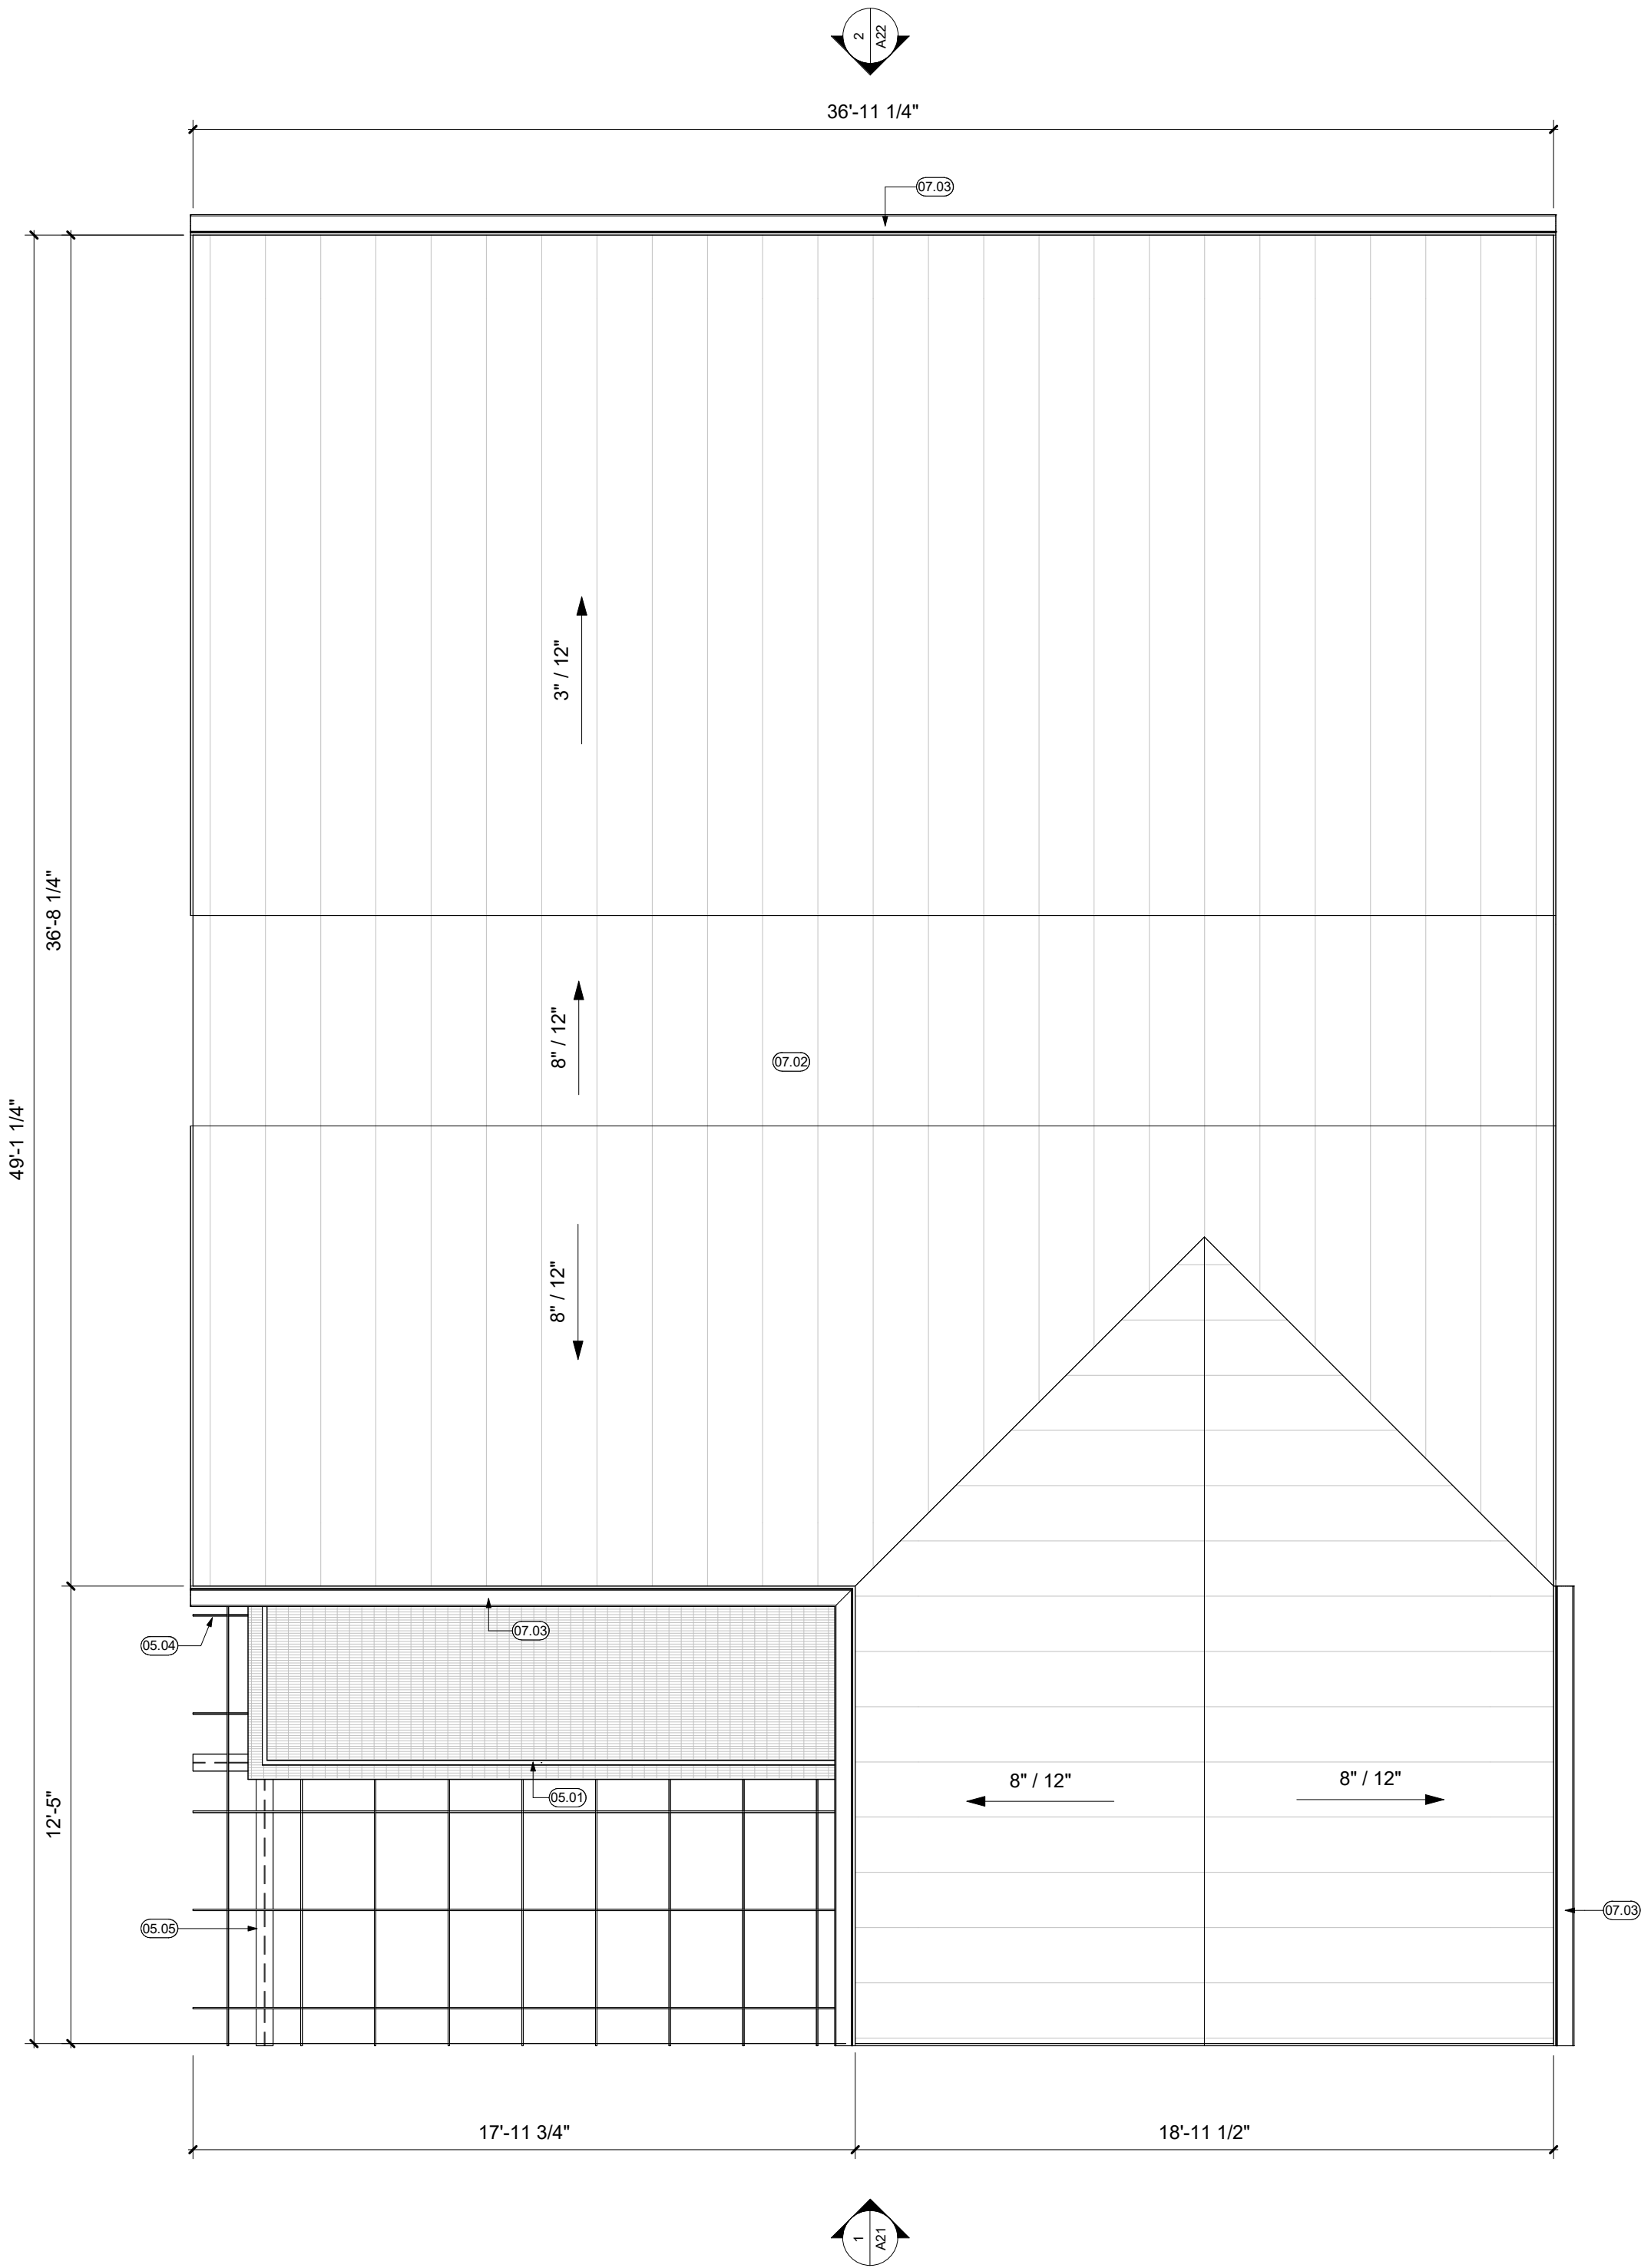 2
A22
36'-11 1/4"
07.03
3" / 12"
36'-8 1/4"
8" / 12"
07.02
49'-1 1/4"
8" / 12"
07.03
05.04
8" / 12"
8" / 12"
05.01
12'-5"
07.03
05.05
17'-11 3/4"
18'-11 1/2"
1
A21